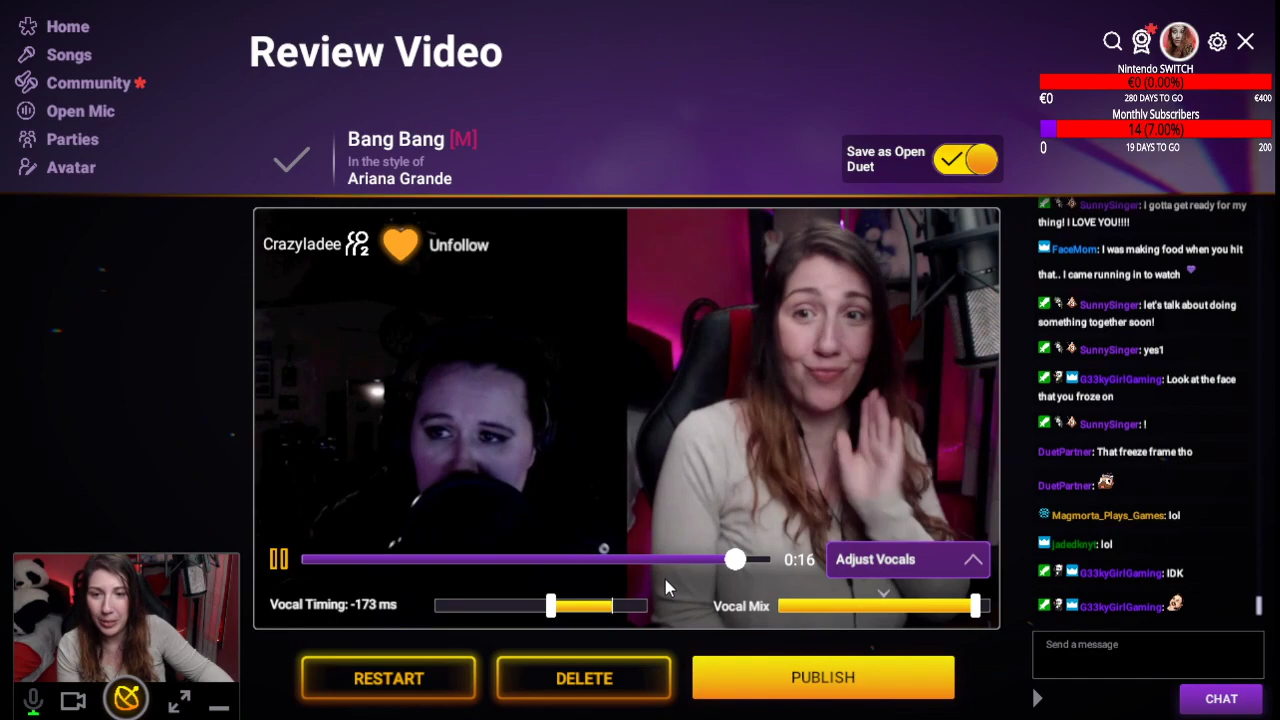 Home
Songs
Community
Open Mic
Parties
Avatar
Review Video
Bang Bang [M]
In the style of
Ariana Grande
Save as Open
Duet
Nintendo SWITCH
€0 (0.00%)
€0 280 DAYS TO GO €400
Monthly Subscribers
14 (7.00%)
0 19 DAYS TO GO 200
Crazyladee
Unfollow
0:16
Adjust Vocals
Vocal Timing: -173 ms
Vocal Mix
RESTART
DELETE
PUBLISH
SunnySinger: I gotta get ready for my
thing! I LOVE YOU!!!!
FaceMom: I was making food when you hit
that.. I came running in to watch
SunnySinger: let's talk about doing
something together soon!
SunnySinger: yes1
G33kyGirlGaming: Look at the face
that you froze on
SunnySinger: !
DuetPartner: That freeze frame tho
DuetPartner:
Magmorta_Plays_Games: lol
jadedknyt: lol
G33kyGirlGaming: IDK
G33kyGirlGaming:
Send a message
CHAT